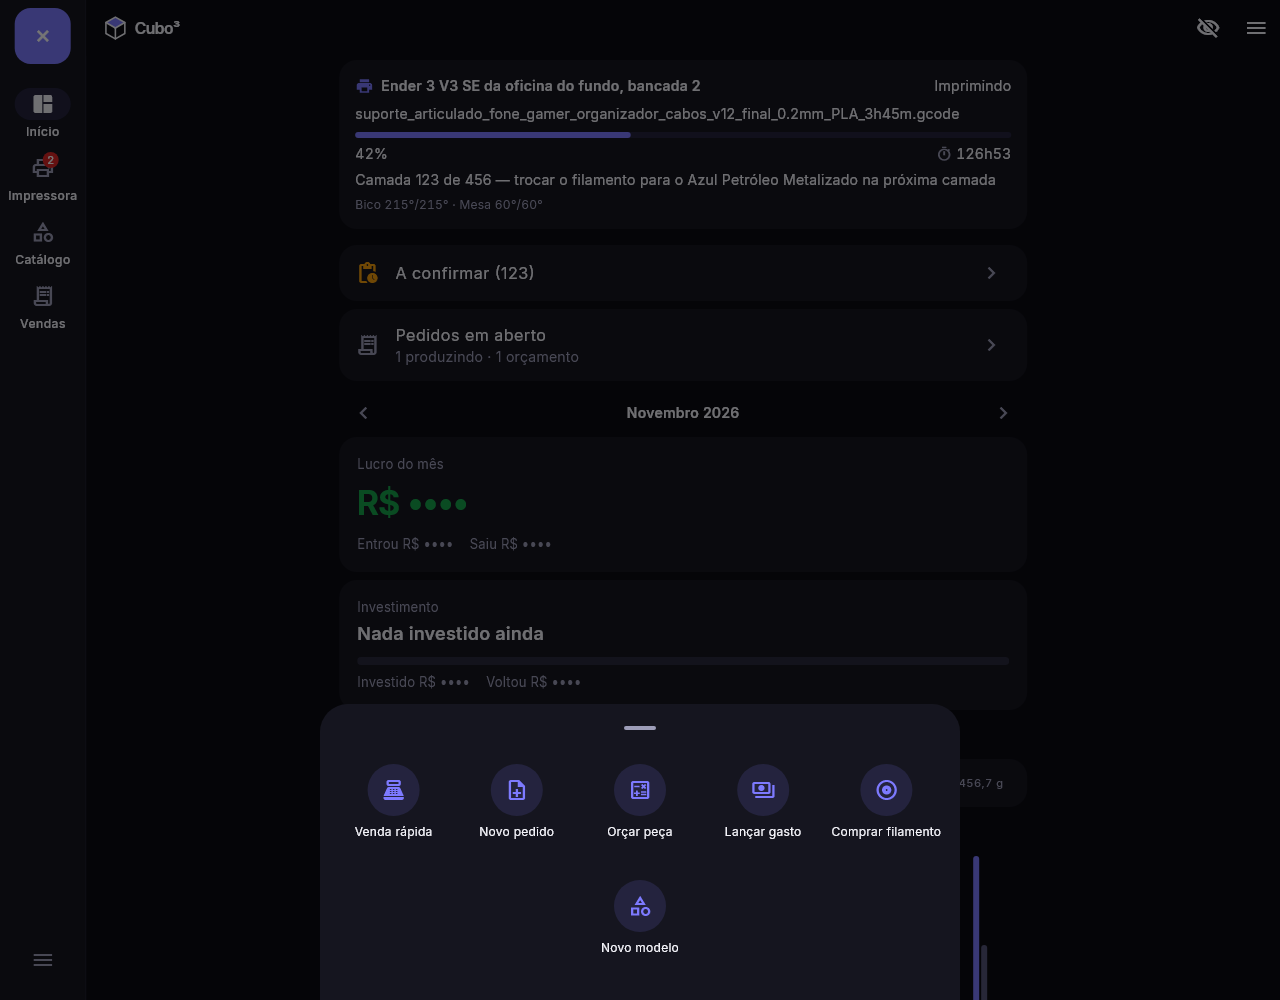 Cubo³
Início
2
Impressora
Catálogo
Vendas
Ender 3 V3 SE da oficina do fundo, bancada 2
Imprimindo
suporte_articulado_fone_gamer_organizador_cabos_v12_final_0.2mm_PLA_3h45m.gcode
42%
126h53
Camada 123 de 456 — trocar o filamento para o Azul Petróleo Metalizado na próxima camada
Bico 215°/215° · Mesa 60°/60°
A confirmar (123)
Pedidos em aberto
1 produzindo · 1 orçamento
Novembro 2026
Lucro do mês
R$ ••••
Entrou R$ •••• Saiu R$ ••••
Investimento
Nada investido ainda
Investido R$ •••• Voltou R$ ••••
456,7 g
Venda rápida
Novo pedido
Orçar peça
Lançar gasto
Comprar filamento
Novo modelo